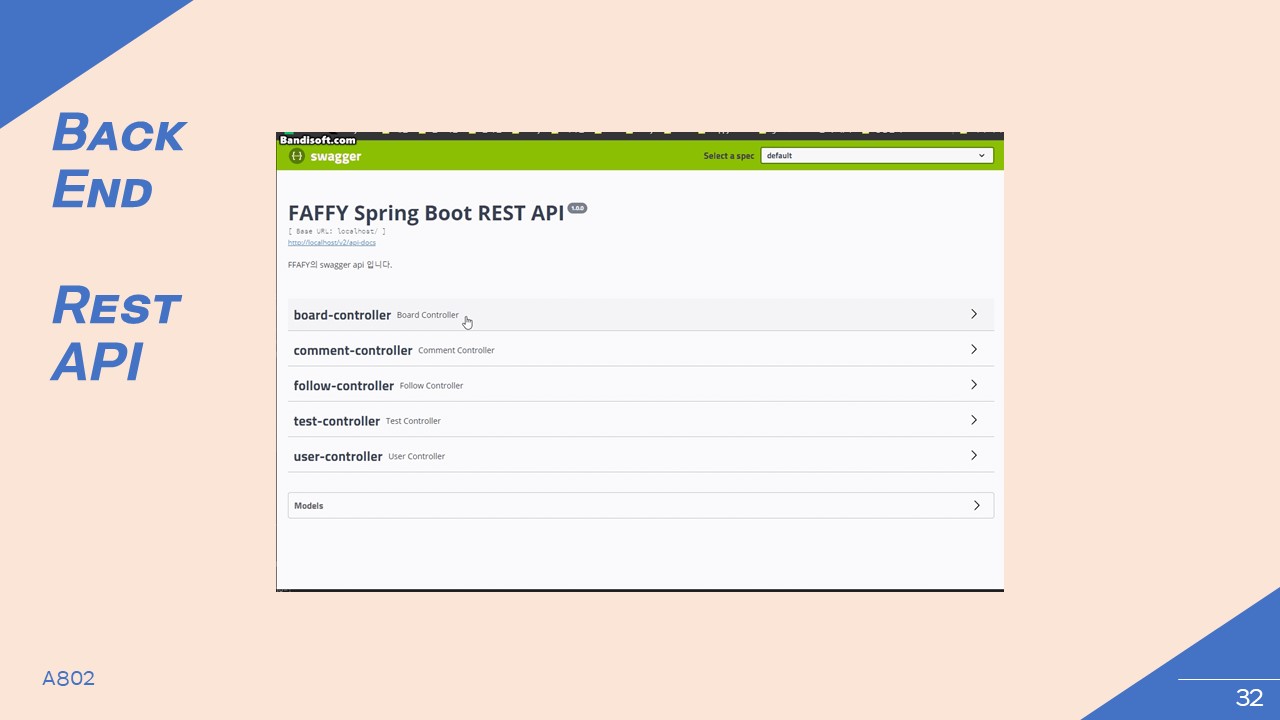 BACK
END
REST
API
Bandisoft.com
swagger
Select a spec default
FAFFY Spring Boot REST API 1.0.0
[ Base URL: localhost/ ]
http://localhost/v2/api-docs
FFAFY의 swagger api 입니다.
board-controller Board Controller
comment-controller Comment Controller
follow-controller Follow Controller
test-controller Test Controller
user-controller User Controller
Models
A802
32